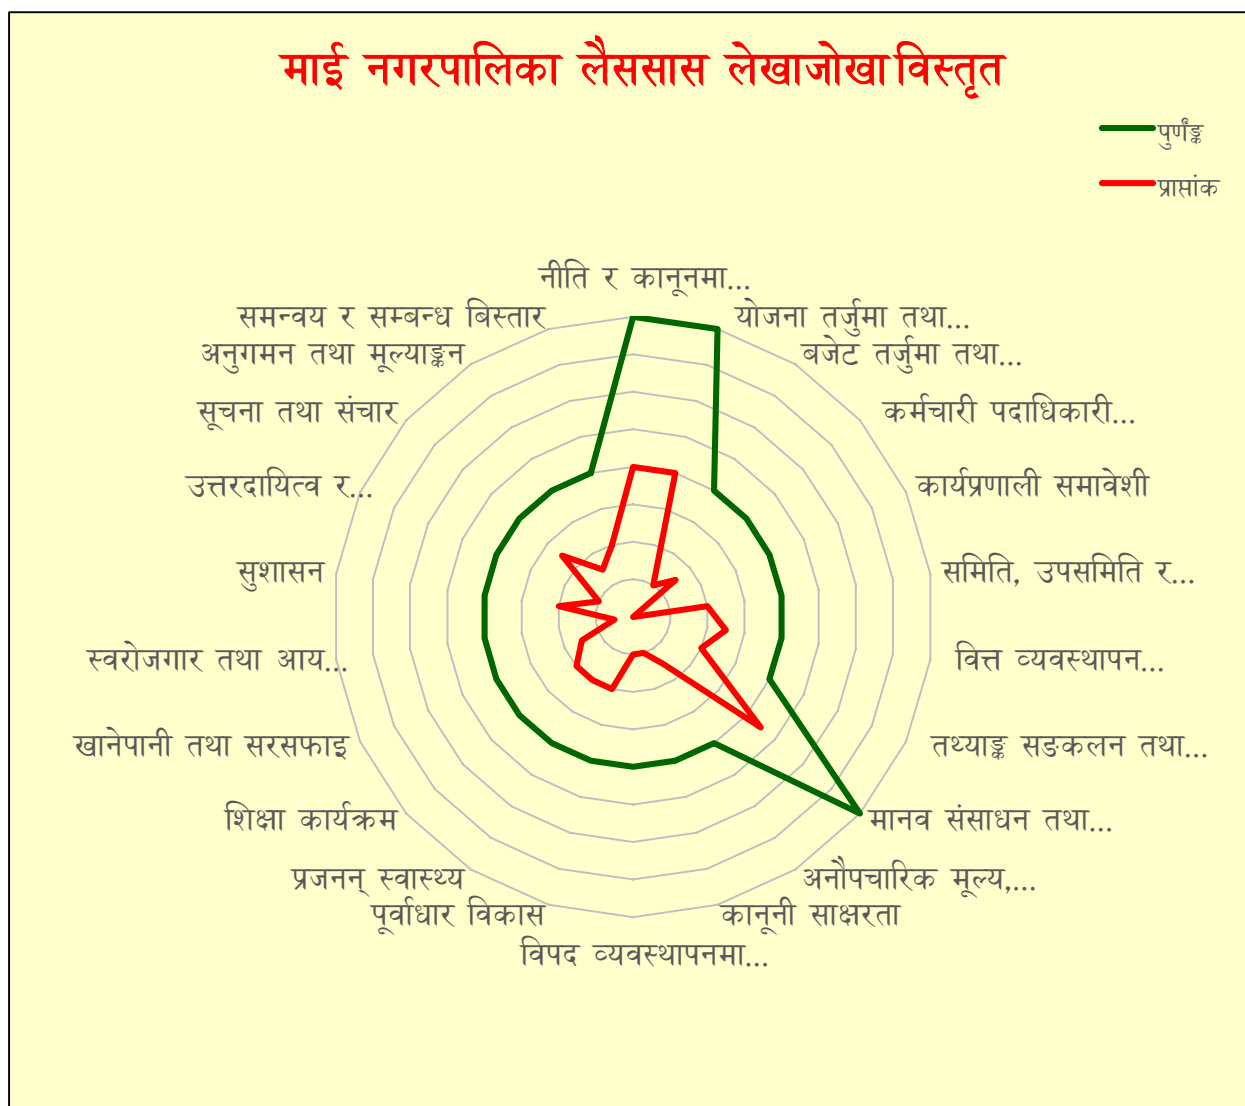 माई नगरपालिका लैससास लेखाजोखा विस्तृत
पुर्णंङ्क
प्राप्तांक
नीति र कानूनमा...
योजना तर्जुमा तथा...
बजेट तर्जुमा तथा...
कर्मचारी पदाधिकारी...
कार्यप्रणाली समावेशी
समिति, उपसमिति र...
वित्त व्यवस्थापन...
तथ्याङ्क सङकलन तथा...
मानव संसाधन तथा...
अनौपचारिक मूल्य,...
कानूनी साक्षरता
विपद व्यवस्थापनमा...
पूर्वाधार विकास
प्रजनन् स्वास्थ्य
शिक्षा कार्यक्रम
खानेपानी तथा सरसफाइ
स्वरोजगार तथा आय...
सुशासन
उत्तरदायित्व र...
सूचना तथा संचार
अनुगमन तथा मूल्याङ्कन
समन्वय र सम्बन्ध बिस्तार